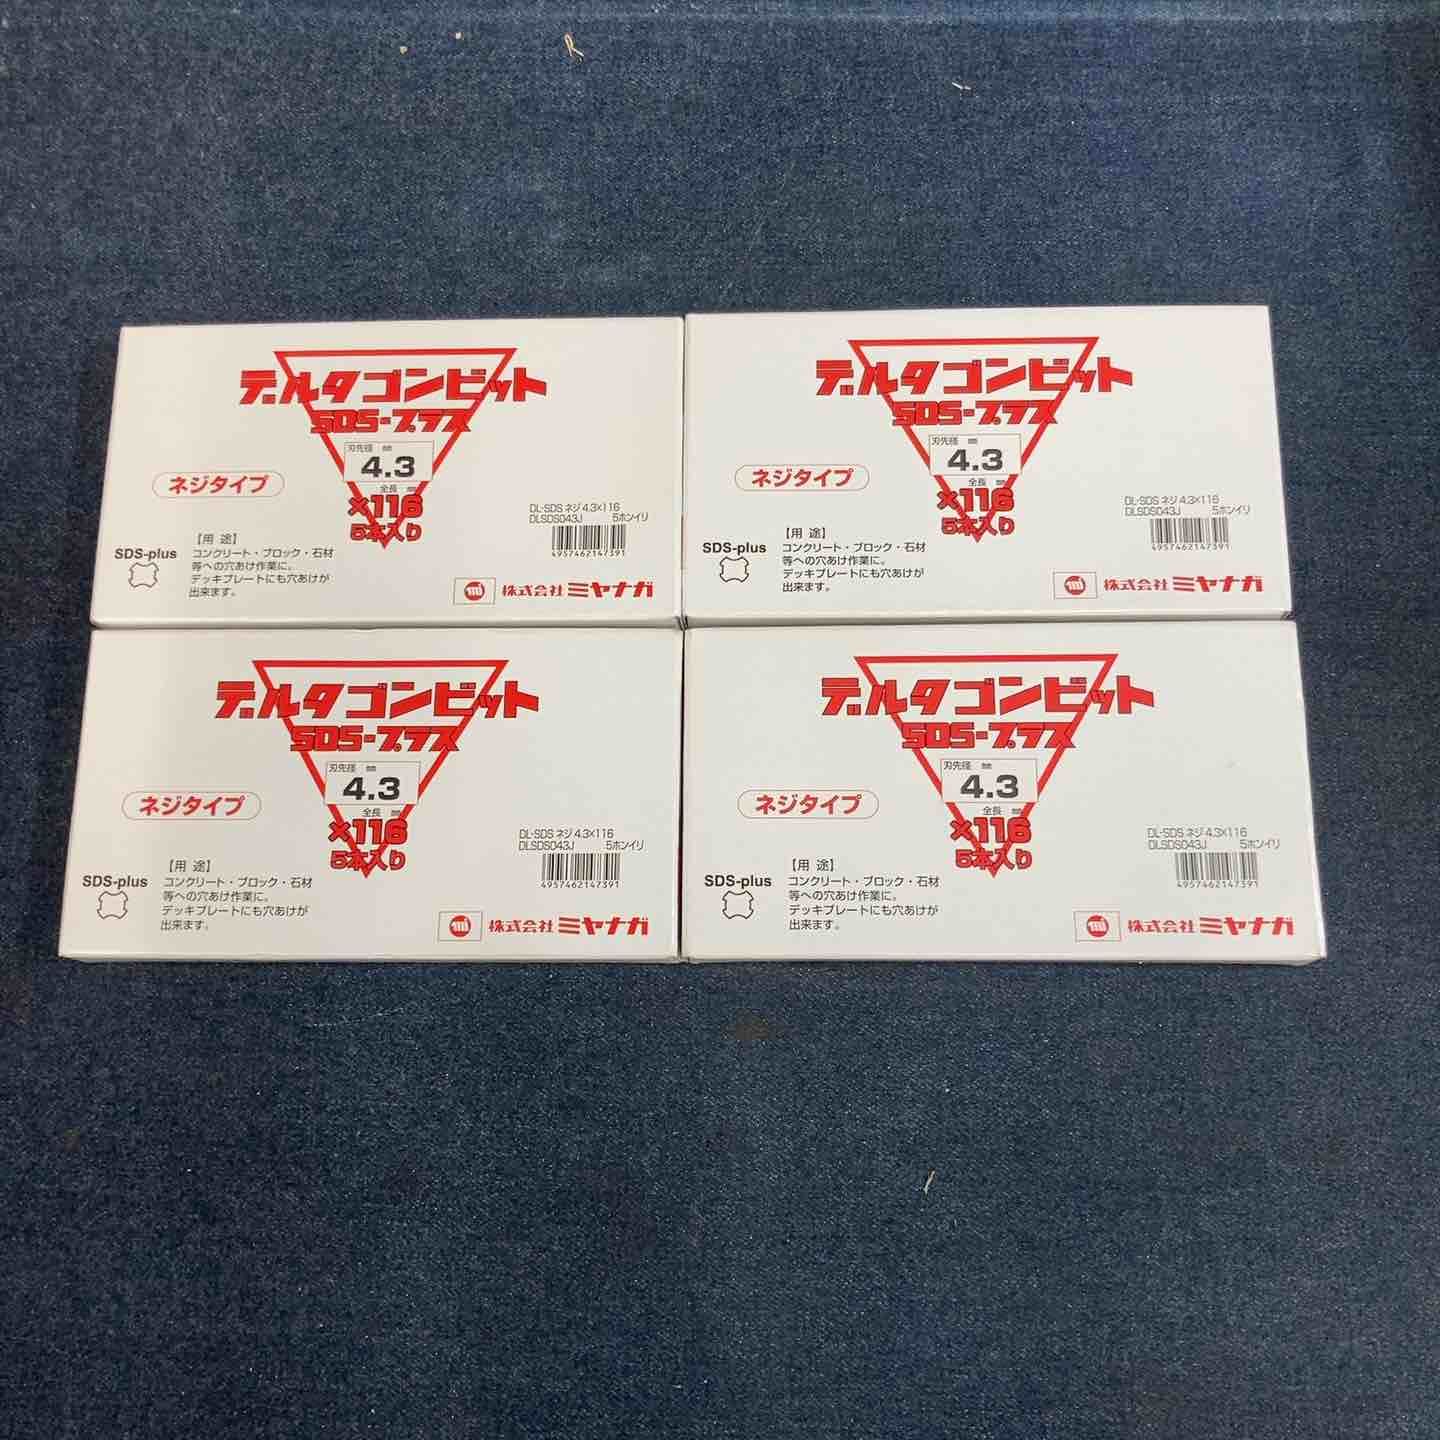 デルタゴンビット
SDS-プラス
刃先径 ㎜
4.3
全長 ㎜
×116
5本入り
ネジタイプ
DL-SDS ネジ 4.3×116
DLSDS043J 5ホンイリ
4957462147391
SDS-plus
【用 途】
コンクリート・ブロック・石材
等への穴あけ作業に。
デッキプレートにも穴あけが
出来ます。
株式会社 ミヤナガ
デルタゴンビット
SDS-プラス
刃先径 ㎜
4.3
全長 ㎜
×116
5本入り
ネジタイプ
DL-SDS ネジ 4.3×116
DLSDS043J 5ホンイリ
4957462147391
SDS-plus
【用 途】
コンクリート・ブロック・石材
等への穴あけ作業に。
デッキプレートにも穴あけが
出来ます。
株式会社 ミヤナガ
デルタゴンビット
SDS-プラス
刃先径 ㎜
4.3
全長 ㎜
×116
5本入り
ネジタイプ
DL-SDS ネジ 4.3×116
DLSDS043J 5ホンイリ
4957462147391
SDS-plus
【用 途】
コンクリート・ブロック・石材
等への穴あけ作業に。
デッキプレートにも穴あけが
出来ます。
株式会社 ミヤナガ
デルタゴンビット
SDS-プラス
刃先径 ㎜
4.3
全長 ㎜
×116
5本入り
ネジタイプ
DL-SDS ネジ 4.3×116
DLSDS043J 5ホンイリ
4957462147391
SDS-plus
【用 途】
コンクリート・ブロック・石材
等への穴あけ作業に。
デッキプレートにも穴あけが
出来ます。
株式会社 ミヤナガ